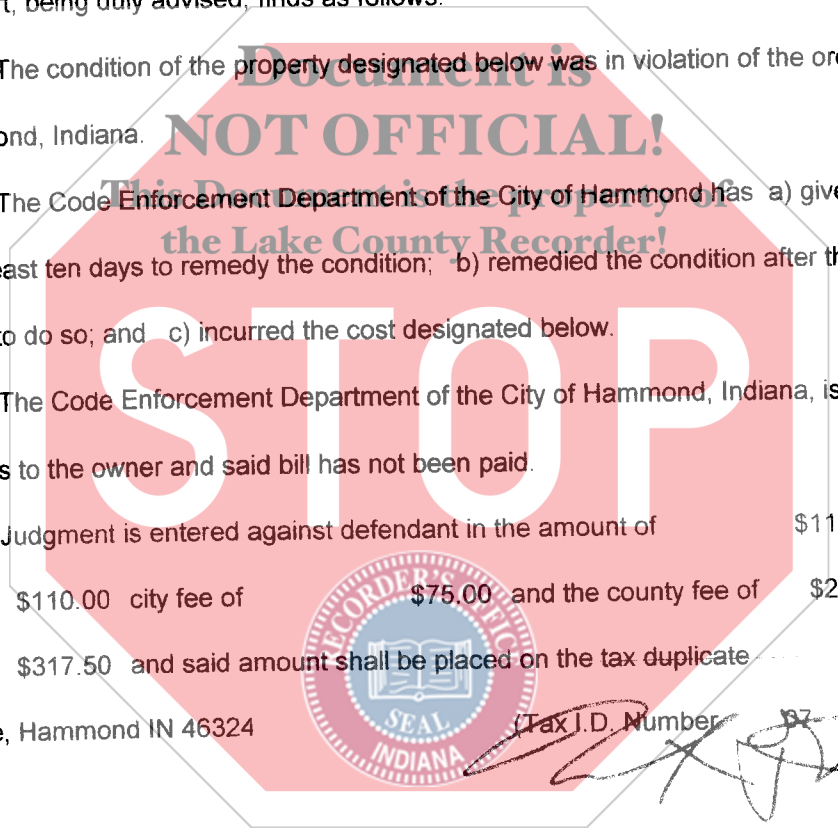 t, being duly advised, finds as follows:
Document is
The condition of the property designated below was in violation of the ord
NOT OFFICIAL!
ond, Indiana.
This Document is the property of
The Code Enforcement Department of the City of Hammond has a) give
the Lake County Recorder!
east ten days to remedy the condition; b) remedied the condition after th
to do so; and c) incurred the cost designated below.
STOP
The Code Enforcement Department of the City of Hammond, Indiana, is
s to the owner and said bill has not been paid.
Judgment is entered against defendant in the amount of $11
$110.00 city fee of $75.00 and the county fee of $2
RECORDER'S OFFICE
$317.50 and said amount shall be placed on the tax duplicate
SEAL
e, Hammond IN 46324 (Tax I.D. Number
INDIANA